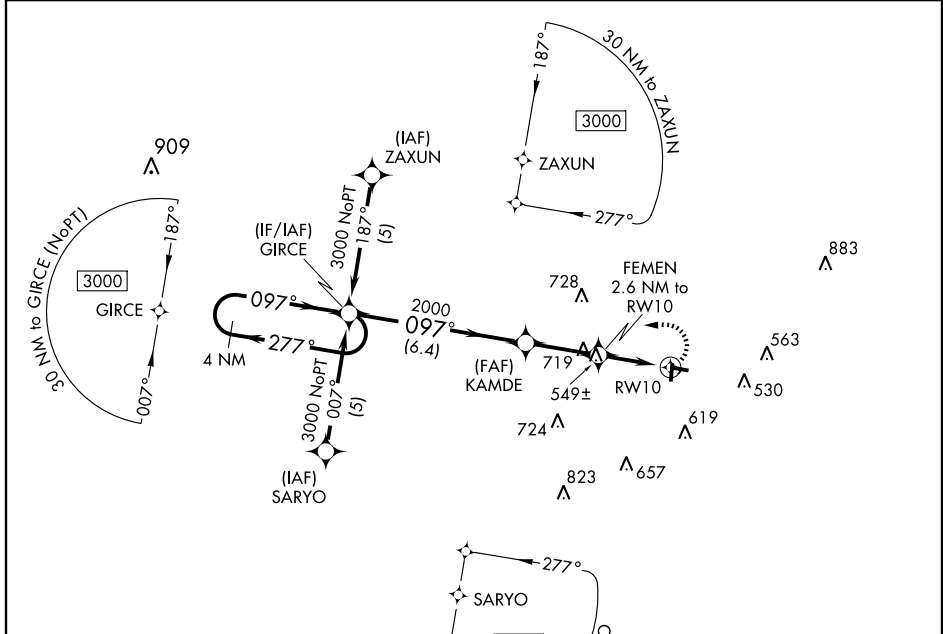 187°
30 NM to ZAXUN
3000
ZAXUN
277°
909
(IAF)
ZAXUN
3000 NoPT
187°
(5)
30 NM to GIRCE (NoPT)
187°
3000
GIRCE
007°
(IF/IAF)
GIRCE
097°
277°
4 NM
2000
097°
(6.4)
(FAF)
KAMDE
728
FEMEN
2.6 NM to
RW10
883
719
549±
RW10
563
530
619
724
657
823
3000 NoPT
007°
(5)
(IAF)
SARYO
277°
SARYO